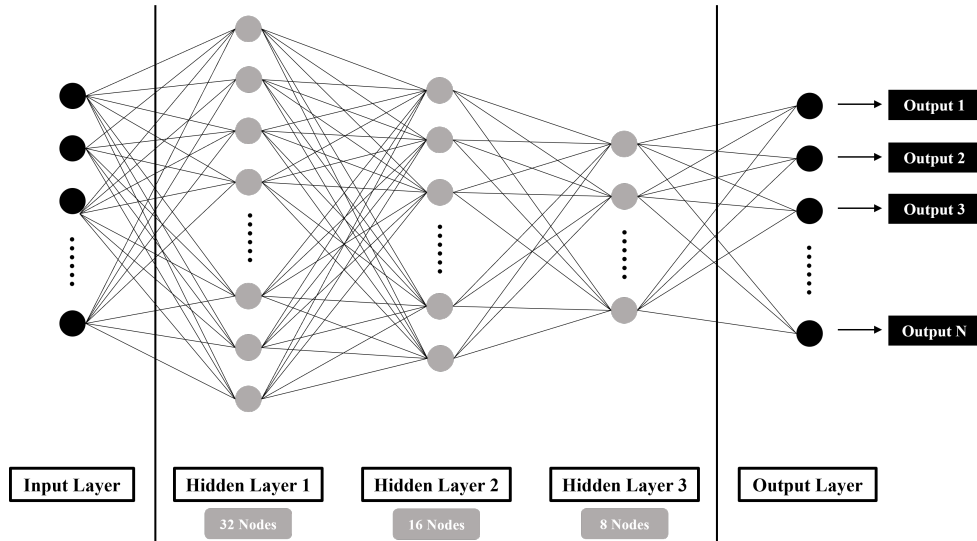 Output 1
Output 2
Output 3
Output N
Input Layer
Hidden Layer 1
Hidden Layer 2
Hidden Layer 3
Output Layer
32 Nodes
16 Nodes
8 Nodes